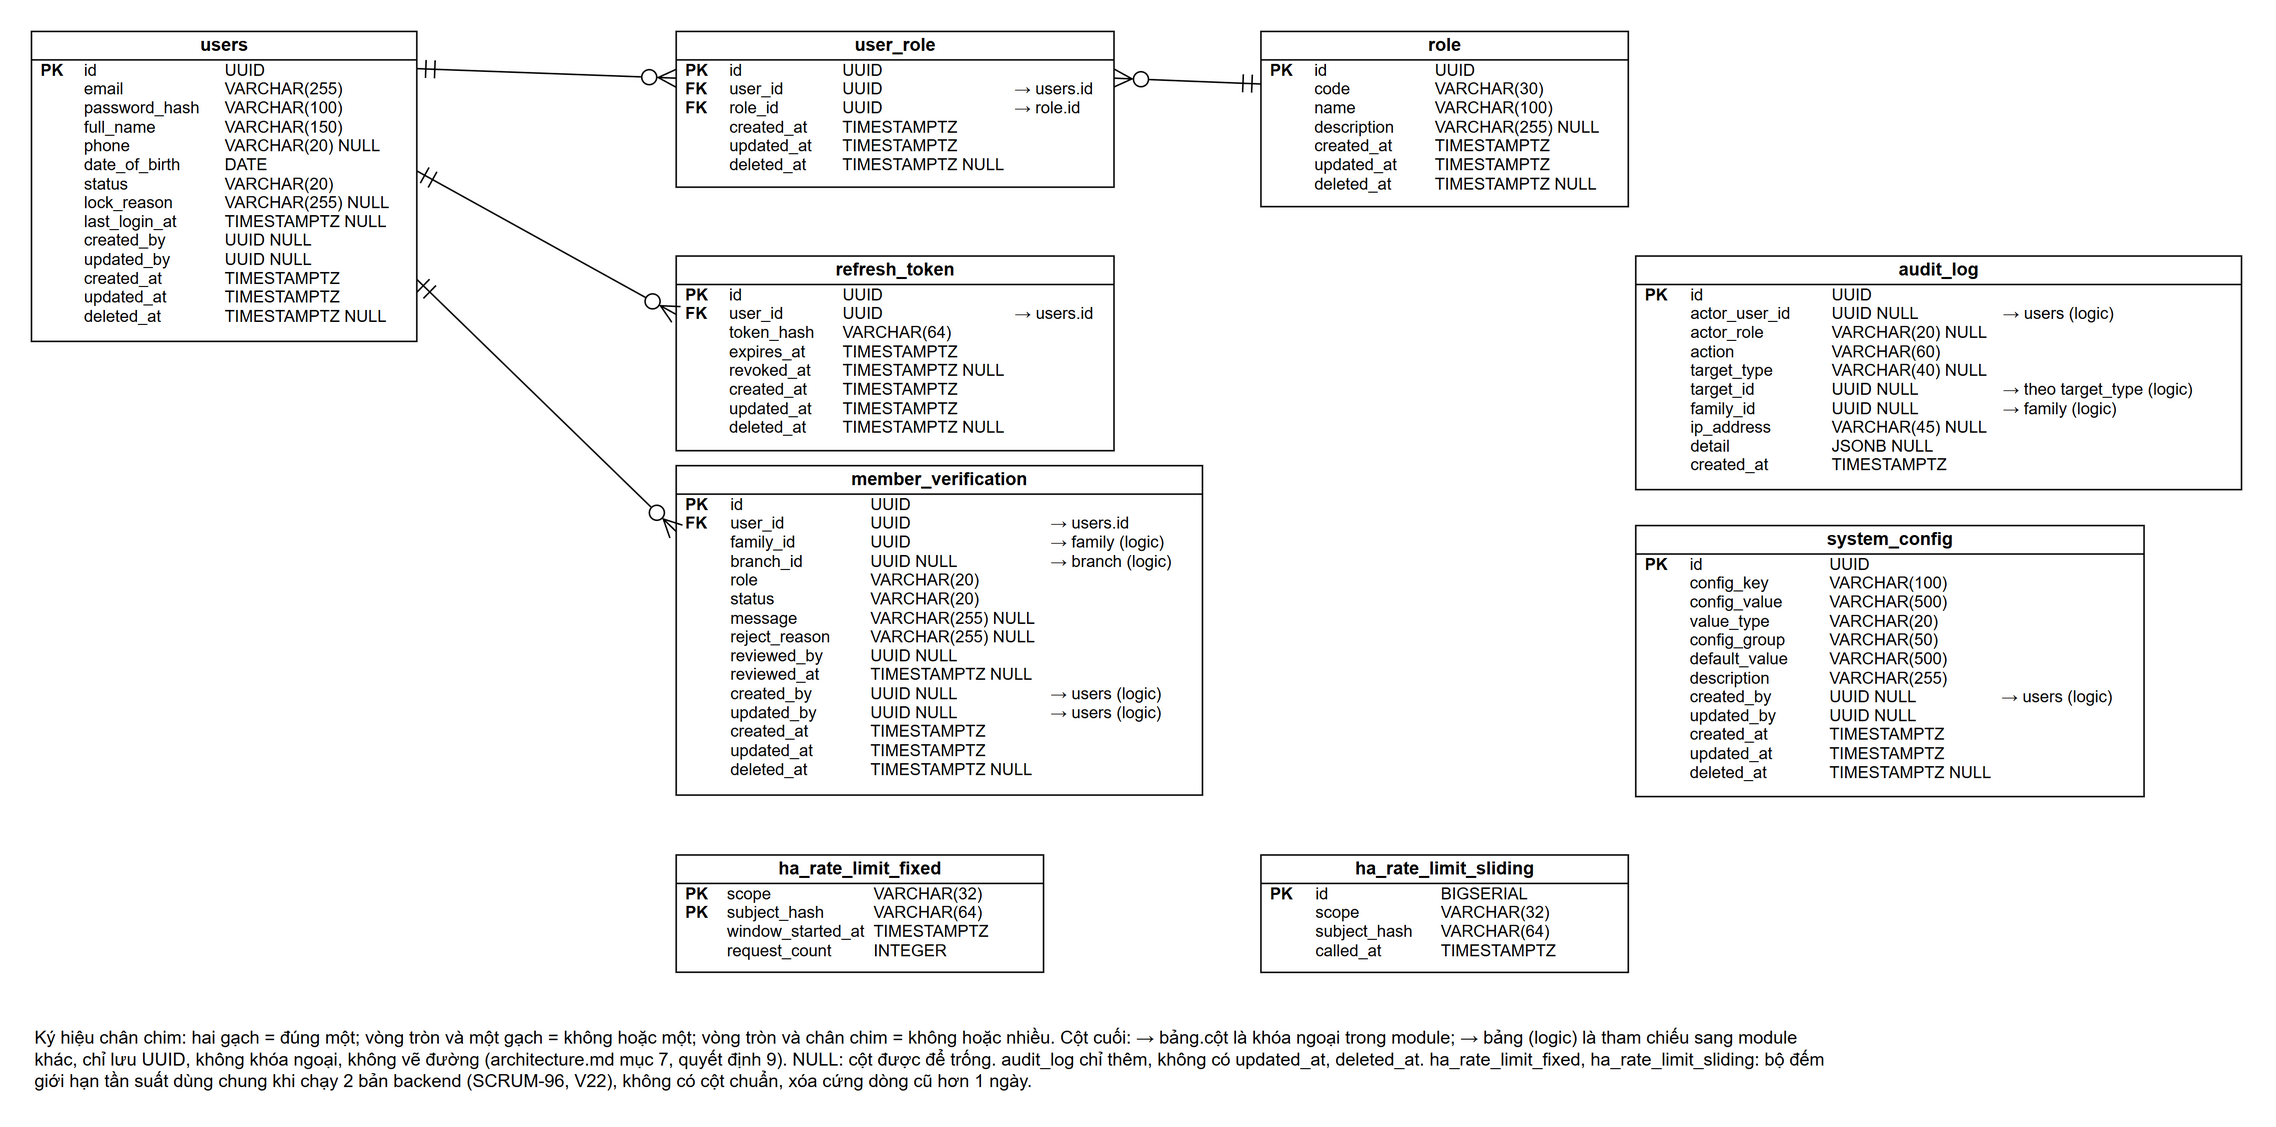 users
PK id UUID
email VARCHAR(255)
password_hash VARCHAR(100)
full_name VARCHAR(150)
phone VARCHAR(20) NULL
date_of_birth DATE
status VARCHAR(20)
lock_reason VARCHAR(255) NULL
last_login_at TIMESTAMPTZ NULL
created_by UUID NULL
updated_by UUID NULL
created_at TIMESTAMPTZ
updated_at TIMESTAMPTZ
deleted_at TIMESTAMPTZ NULL
user_role
PK id UUID
FK user_id UUID → users.id
FK role_id UUID → role.id
created_at TIMESTAMPTZ
updated_at TIMESTAMPTZ
deleted_at TIMESTAMPTZ NULL
role
PK id UUID
code VARCHAR(30)
name VARCHAR(100)
description VARCHAR(255) NULL
created_at TIMESTAMPTZ
updated_at TIMESTAMPTZ
deleted_at TIMESTAMPTZ NULL
refresh_token
PK id UUID
FK user_id UUID → users.id
token_hash VARCHAR(64)
expires_at TIMESTAMPTZ
revoked_at TIMESTAMPTZ NULL
created_at TIMESTAMPTZ
updated_at TIMESTAMPTZ
deleted_at TIMESTAMPTZ NULL
audit_log
PK id UUID
actor_user_id UUID NULL → users (logic)
actor_role VARCHAR(20) NULL
action VARCHAR(60)
target_type VARCHAR(40) NULL
target_id UUID NULL → theo target_type (logic)
family_id UUID NULL → family (logic)
ip_address VARCHAR(45) NULL
detail JSONB NULL
created_at TIMESTAMPTZ
member_verification
PK id UUID
FK user_id UUID → users.id
family_id UUID → family (logic)
branch_id UUID NULL → branch (logic)
role VARCHAR(20)
status VARCHAR(20)
message VARCHAR(255) NULL
reject_reason VARCHAR(255) NULL
reviewed_by UUID NULL
reviewed_at TIMESTAMPTZ NULL
created_by UUID NULL → users (logic)
updated_by UUID NULL → users (logic)
created_at TIMESTAMPTZ
updated_at TIMESTAMPTZ
deleted_at TIMESTAMPTZ NULL
system_config
PK id UUID
config_key VARCHAR(100)
config_value VARCHAR(500)
value_type VARCHAR(20)
config_group VARCHAR(50)
default_value VARCHAR(500)
description VARCHAR(255)
created_by UUID NULL → users (logic)
updated_by UUID NULL
created_at TIMESTAMPTZ
updated_at TIMESTAMPTZ
deleted_at TIMESTAMPTZ NULL
ha_rate_limit_fixed
PK scope VARCHAR(32)
PK subject_hash VARCHAR(64)
window_started_at TIMESTAMPTZ
request_count INTEGER
ha_rate_limit_sliding
PK id BIGSERIAL
scope VARCHAR(32)
subject_hash VARCHAR(64)
called_at TIMESTAMPTZ
Ký hiệu chân chim: hai gạch = đúng một; vòng tròn và một gạch = không hoặc một; vòng tròn và chân chim = không hoặc nhiều. Cột cuối: → bảng.cột là khóa ngoại trong module; → bảng (logic) là tham chiếu sang module
khác, chỉ lưu UUID, không khóa ngoại, không vẽ đường (architecture.md mục 7, quyết định 9). NULL: cột được để trống. audit_log chỉ thêm, không có updated_at, deleted_at. ha_rate_limit_fixed, ha_rate_limit_sliding: bộ đếm
giới hạn tần suất dùng chung khi chạy 2 bản backend (SCRUM-96, V22), không có cột chuẩn, xóa cứng dòng cũ hơn 1 ngày.